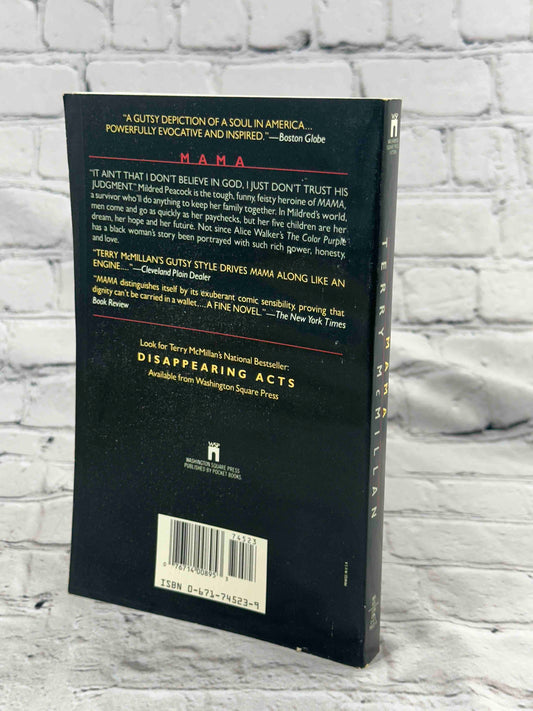 "A GUTSY DEPICTION OF A SOUL IN AMERICA...
POWERFULLY EVOCATIVE AND INSPIRED."—Boston Globe
MAMA
"IT AIN'T THAT I DON'T BELIEVE IN GOD. I JUST DON'T TRUST HIS
JUDGMENT." Mildred Peacock is the tough, funny, feisty heroine of MAMA,
a survivor who'll do anything to keep her family together. In Mildred's world,
men come and go as quickly as her paychecks, but her five children are her
dream, her hope and her future. Not since Alice Walker's The Color Purple
has a black woman's story been portrayed with such rich power, honesty,
and love.
"TERRY McMILLAN'S GUTSY STYLE DRIVES MAMA ALONG LIKE AN
ENGINE...."—Cleveland Plain Dealer
"MAMA distinguishes itself by its exuberant comic sensibility, proving that
dignity can't be carried in a wallet.... A FINE NOVEL."—The New York Times
Book Review
Look for Terry McMillan's National Bestseller:
DISAPPEARING ACTS
Available from Washington Square Press
WSP
WASHINGTON SQUARE PRESS
PUBLISHED BY POCKET BOOKS
74523
0 76714 00895 3
ISBN 0-671-74523-9
MAMA
TERRY McMILLAN